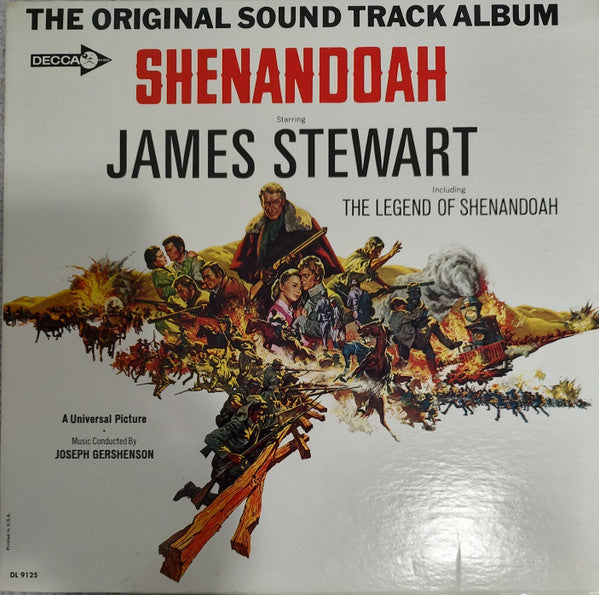 THE ORIGINAL SOUND TRACK ALBUM
DECCA
SHENANDOAH
Starring
JAMES STEWART
Including
THE LEGEND OF SHENANDOAH
A Universal Picture
Music Conducted By
JOSEPH GERSHENSON
Printed in U.S.A.
DL 9125